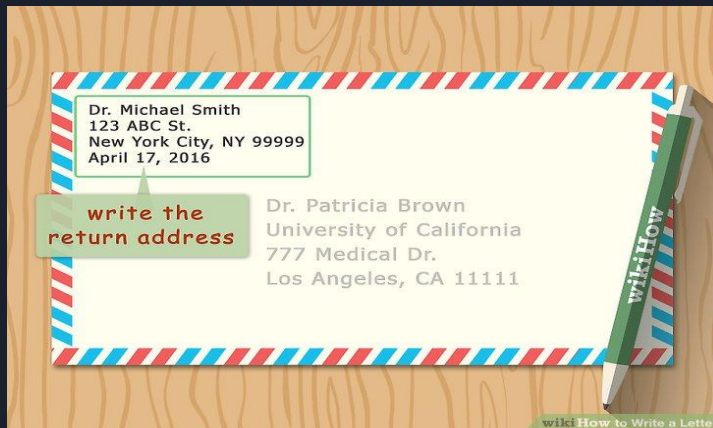 Dr. Michael Smith
123 ABC St.
New York City, NY 99999
April 17, 2016
write the
return address
Dr. Patricia Brown
University of California
777 Medical Dr.
Los Angeles, CA 11111
wikiHow
wikiHow to Write a Lette